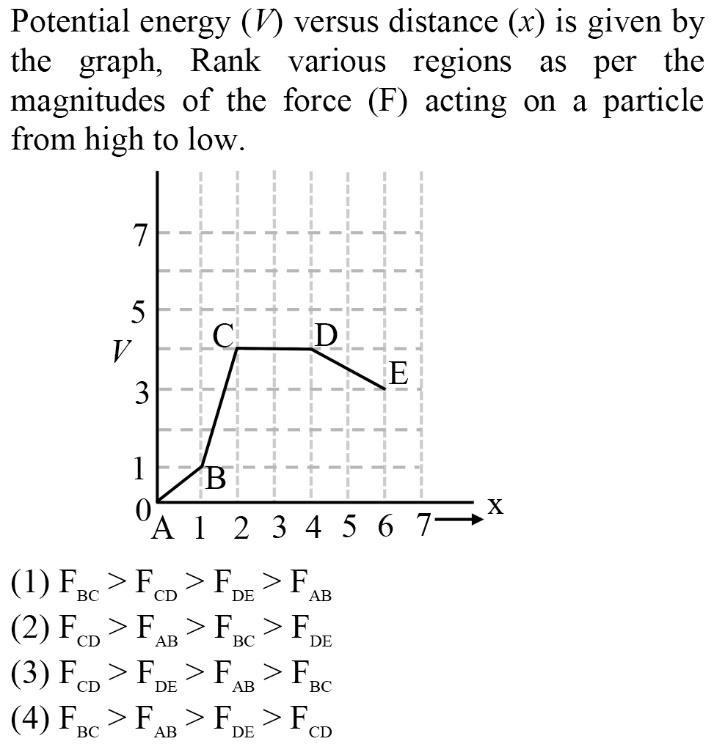 Potential energy (V) versus distance (x) is given by
the graph, Rank various regions as per the
magnitudes of the force (F) acting on a particle
from high to low.
7
5
C D
V
E
3
1
B
0
x
A 1 2 3 4 5 6 7
(1) F_BC > F_CD > F_DE > F_AB
(2) F_CD > F_AB > F_BC > F_DE
(3) F_CD > F_DE > F_AB > F_BC
(4) F_BC > F_AB > F_DE > F_CD